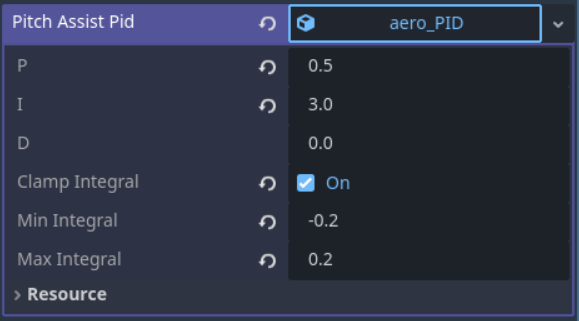 Pitch Assist Pid aero_PID
P 0.5
I 3.0
D 0.0
Clamp Integral On
Min Integral -0.2
Max Integral 0.2
Resource